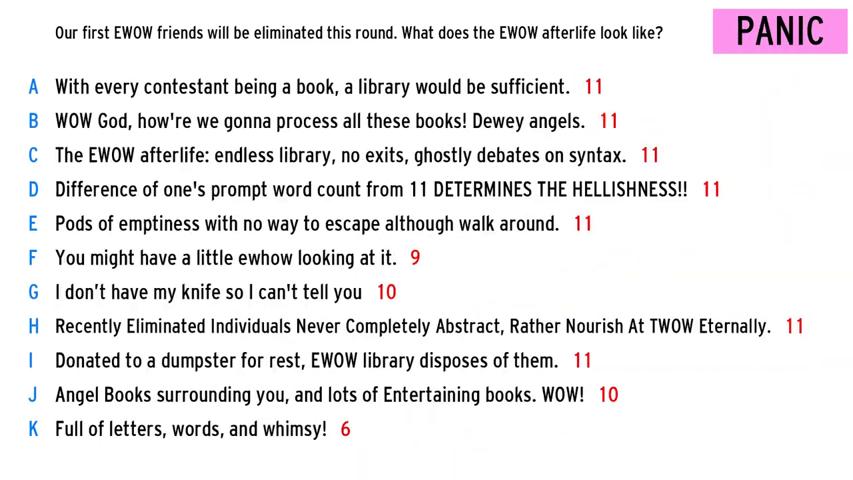 Our first EWOW friends will be eliminated this round. What does the EWOW afterlife look like?
PANIC
A With every contestant being a book, a library would be sufficient. 11
B WOW God, how're we gonna process all these books! Dewey angels. 11
C The EWOW afterlife: endless library, no exits, ghostly debates on syntax. 11
D Difference of one's prompt word count from 11 DETERMINES THE HELLISHNESS!! 11
E Pods of emptiness with no way to escape although walk around. 11
F You might have a little ewhow looking at it. 9
G I don’t have my knife so I can't tell you 10
H Recently Eliminated Individuals Never Completely Abstract, Rather Nourish At TWOW Eternally. 11
I Donated to a dumpster for rest, EWOW library disposes of them. 11
J Angel Books surrounding you, and lots of Entertaining books. WOW! 10
K Full of letters, words, and whimsy! 6